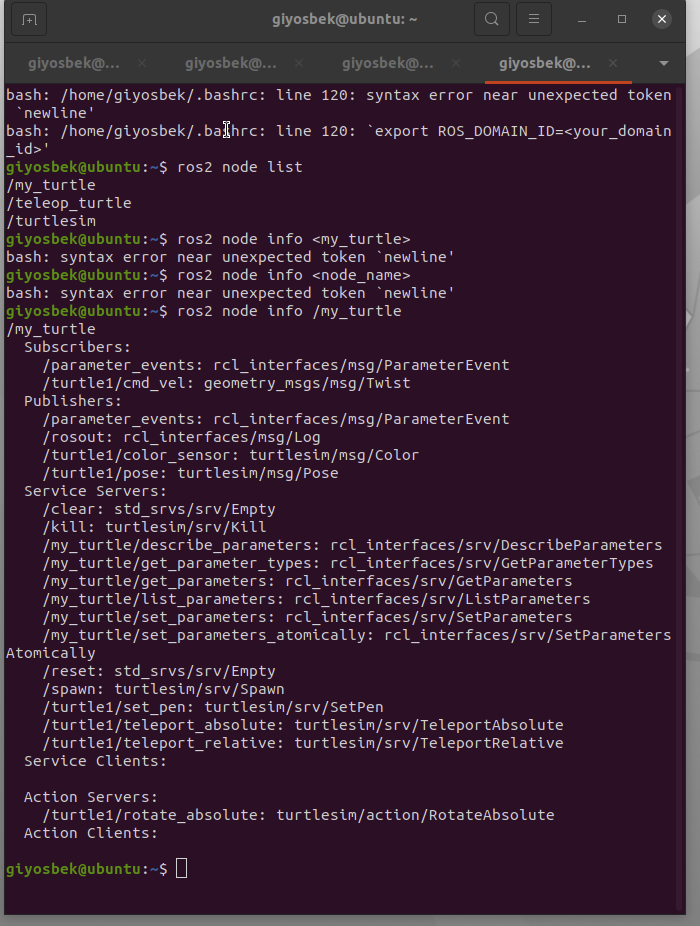 giyosbek@ubuntu: ~
giyosbek@... × giyosbek@... × giyosbek@... × giyosbek@... ×
bash: /home/giyosbek/.bashrc: line 120: syntax error near unexpected token
`newline'
bash: /home/giyosbek/.bashrc: line 120: `export ROS_DOMAIN_ID=<your_domain
_id>'
giyosbek@ubuntu:~$ ros2 node list
/my_turtle
/teleop_turtle
/turtlesim
giyosbek@ubuntu:~$ ros2 node info <my_turtle>
bash: syntax error near unexpected token `newline'
giyosbek@ubuntu:~$ ros2 node info <node_name>
bash: syntax error near unexpected token `newline'
giyosbek@ubuntu:~$ ros2 node info /my_turtle
/my_turtle
  Subscribers:
    /parameter_events: rcl_interfaces/msg/ParameterEvent
    /turtle1/cmd_vel: geometry_msgs/msg/Twist
  Publishers:
    /parameter_events: rcl_interfaces/msg/ParameterEvent
    /rosout: rcl_interfaces/msg/Log
    /turtle1/color_sensor: turtlesim/msg/Color
    /turtle1/pose: turtlesim/msg/Pose
  Service Servers:
    /clear: std_srvs/srv/Empty
    /kill: turtlesim/srv/Kill
    /my_turtle/describe_parameters: rcl_interfaces/srv/DescribeParameters
    /my_turtle/get_parameter_types: rcl_interfaces/srv/GetParameterTypes
    /my_turtle/get_parameters: rcl_interfaces/srv/GetParameters
    /my_turtle/list_parameters: rcl_interfaces/srv/ListParameters
    /my_turtle/set_parameters: rcl_interfaces/srv/SetParameters
    /my_turtle/set_parameters_atomically: rcl_interfaces/srv/SetParameters
Atomically
    /reset: std_srvs/srv/Empty
    /spawn: turtlesim/srv/Spawn
    /turtle1/set_pen: turtlesim/srv/SetPen
    /turtle1/teleport_absolute: turtlesim/srv/TeleportAbsolute
    /turtle1/teleport_relative: turtlesim/srv/TeleportRelative
  Service Clients:
  Action Servers:
    /turtle1/rotate_absolute: turtlesim/action/RotateAbsolute
  Action Clients:
giyosbek@ubuntu:~$